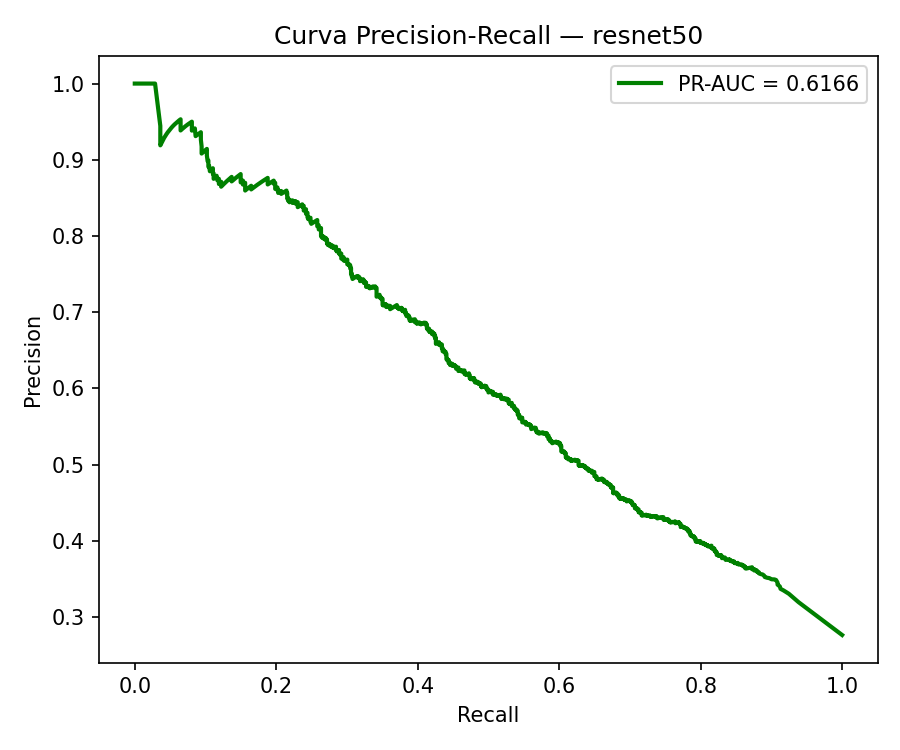 Curva Precision-Recall — resnet50
PR-AUC = 0.6166
1.0
0.9
0.8
0.7
0.6
0.5
0.4
0.3
Precision
0.0 0.2 0.4 0.6 0.8 1.0
Recall